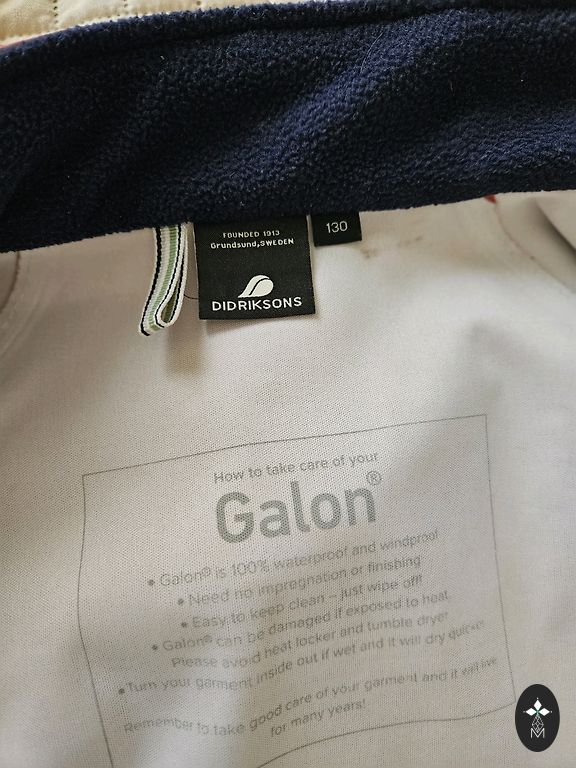 FOUNDED 1913
Grundsund, SWEDEN
DIDRIKSONS
130
How to take care of your
Galon®
• Galon® is 100% waterproof and windproof
• Need no impregnation or finishing
• Easy to keep clean – just wipe off!
• Galon® can be damaged if exposed to heat.
Please avoid heat locker and tumble dryer
• Turn your garment inside out if wet and it will dry quicker
Remember to take good care of your garment and it will live
for many years!
M